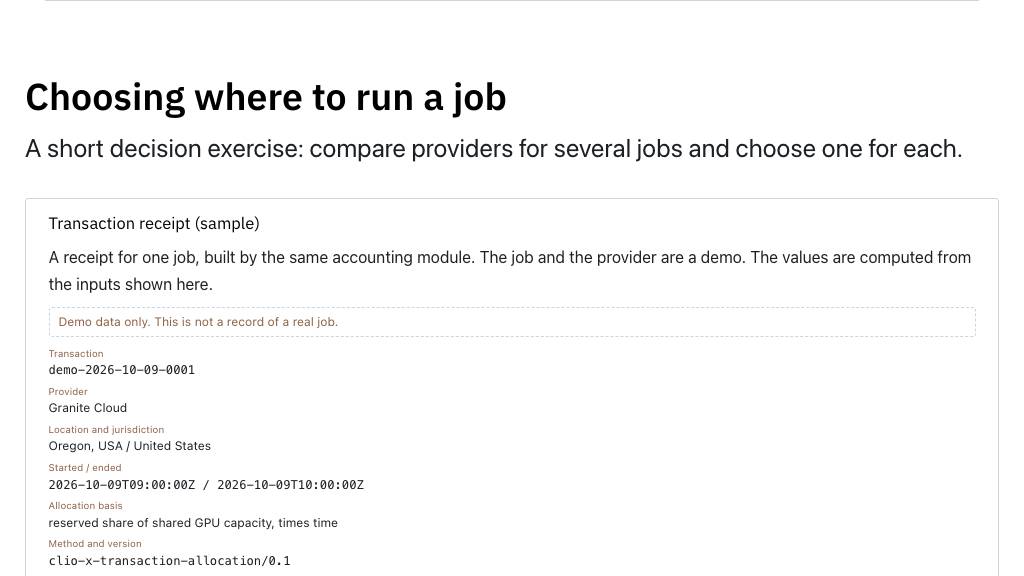 Choosing where to run a job
A short decision exercise: compare providers for several jobs and choose one for each.
Transaction receipt (sample)
A receipt for one job, built by the same accounting module. The job and the provider are a demo. The values are computed from
the inputs shown here.
Demo data only. This is not a record of a real job.
Transaction
demo-2026-10-09-0001
Provider
Granite Cloud
Location and jurisdiction
Oregon, USA / United States
Started / ended
2026-10-09T09:00:00Z / 2026-10-09T10:00:00Z
Allocation basis
reserved share of shared GPU capacity, times time
Method and version
clio-x-transaction-allocation/0.1